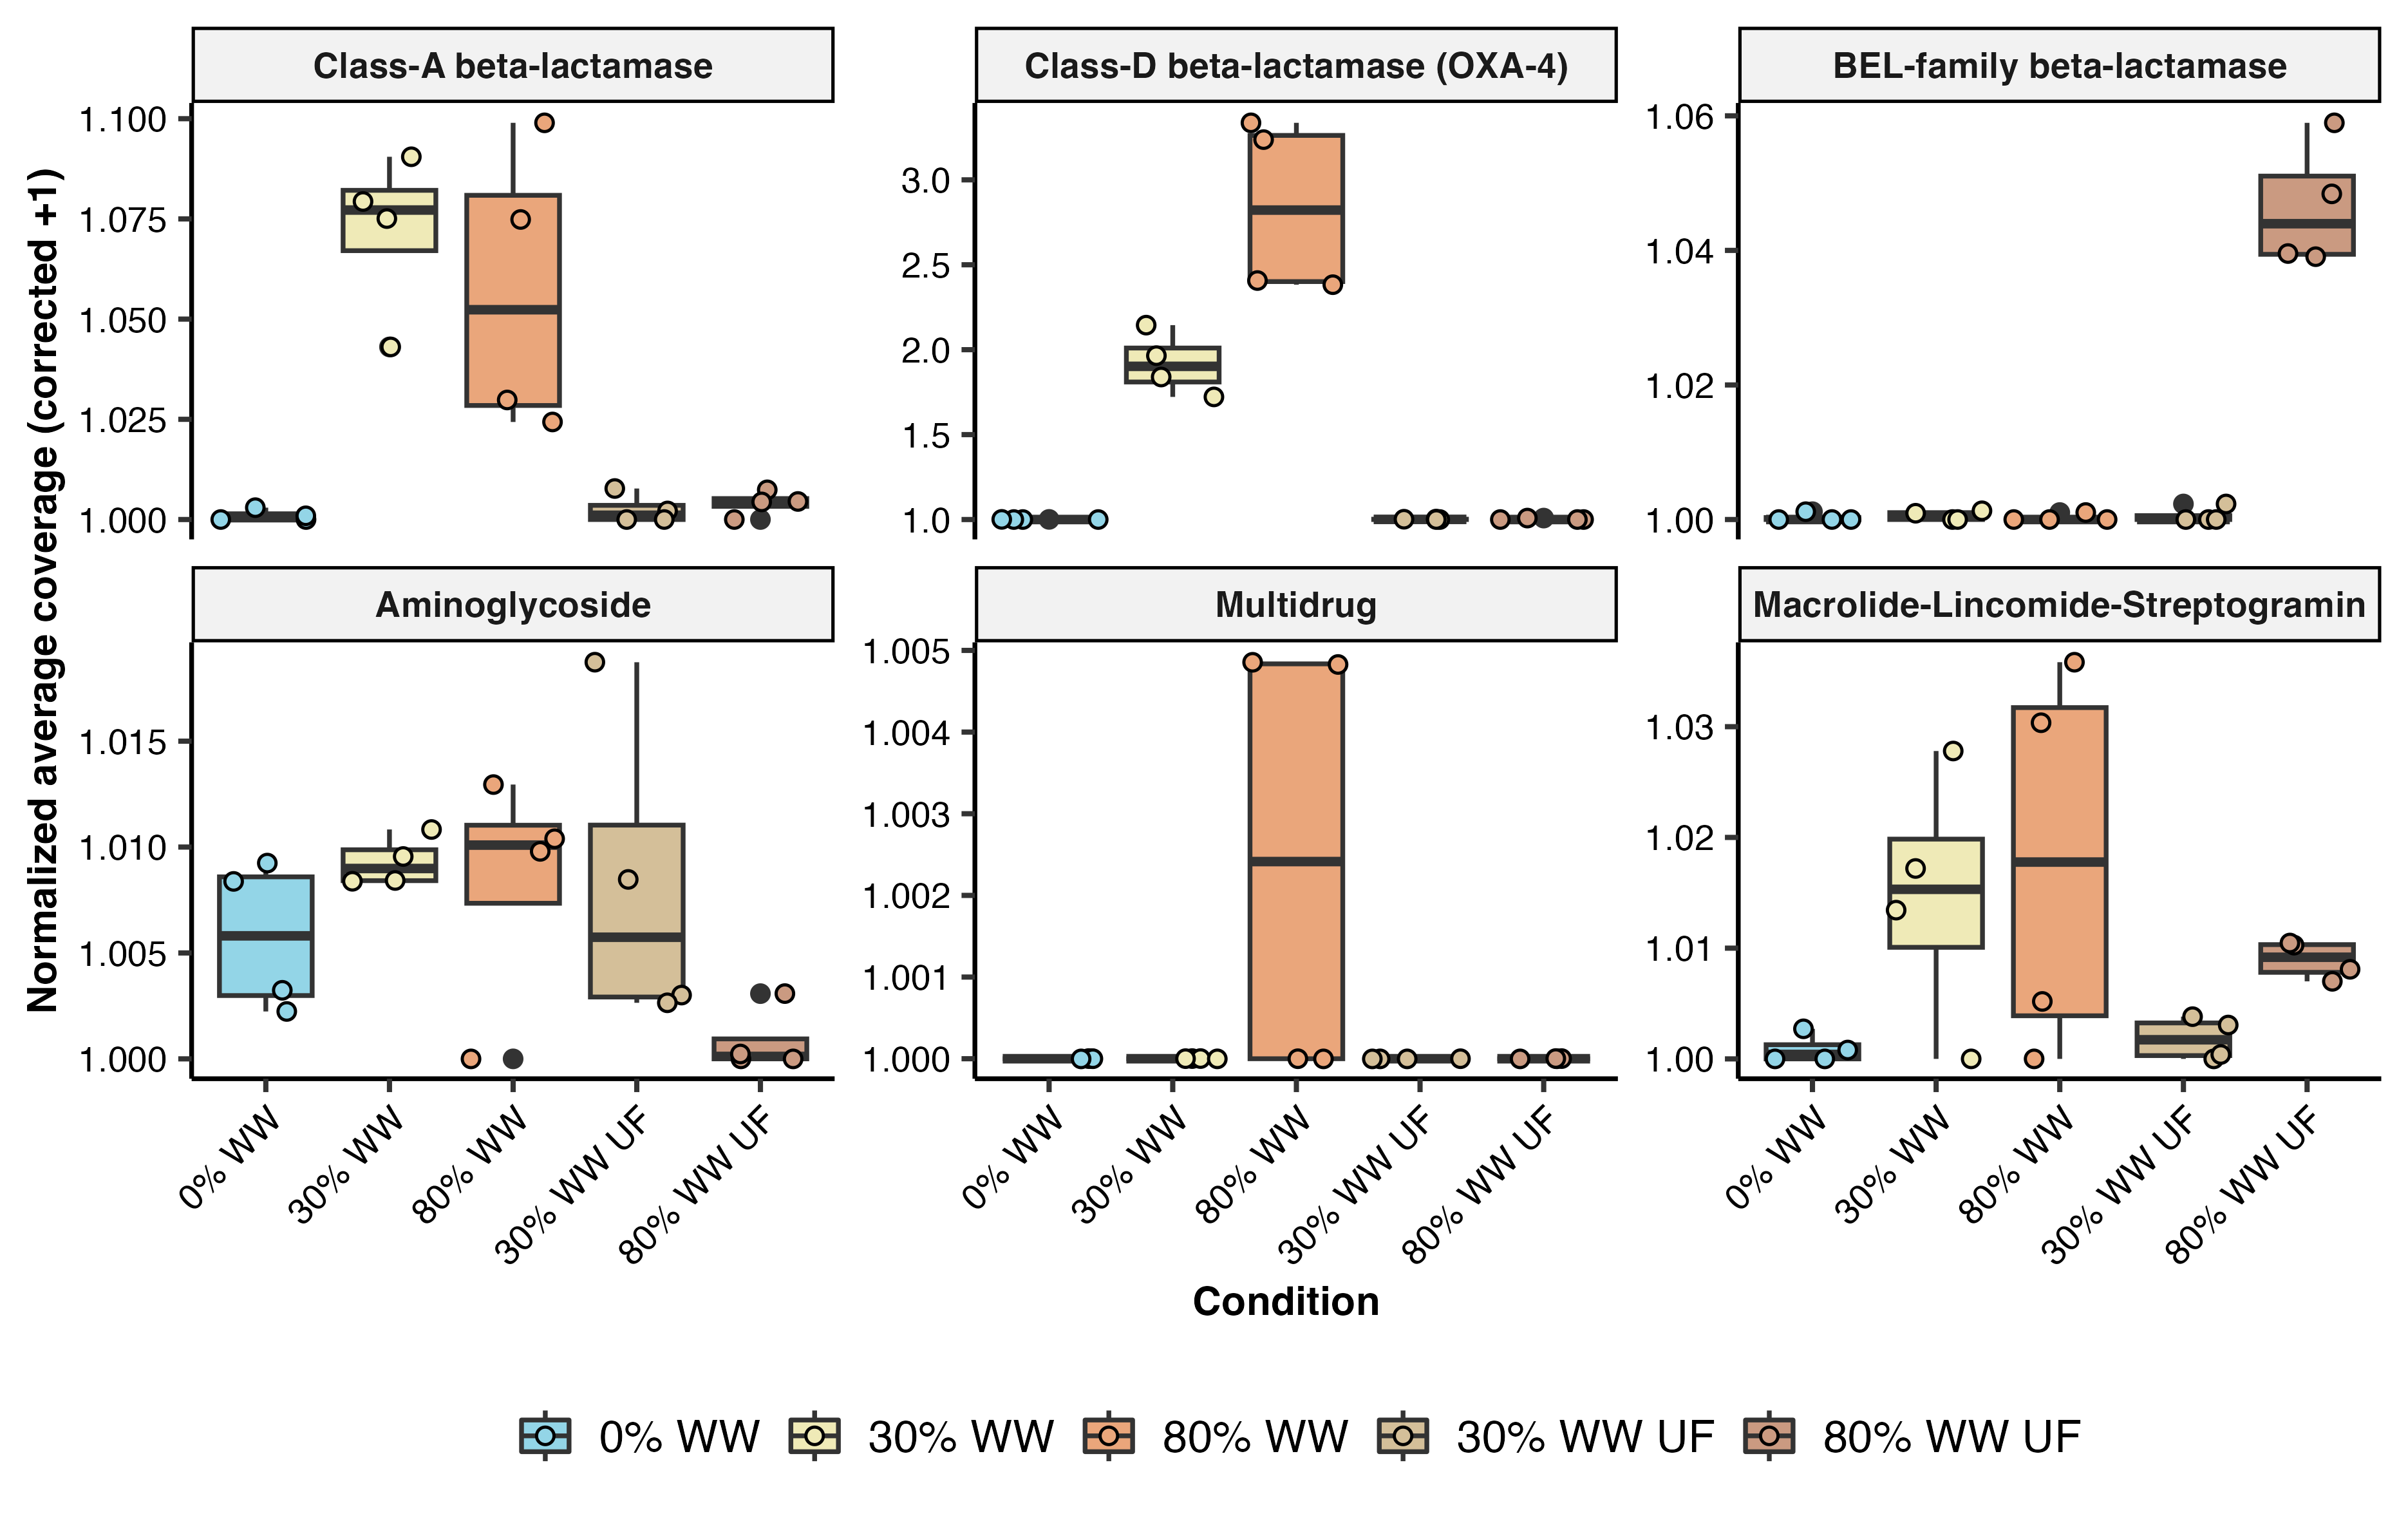 Class-A beta-lactamase
Class-D beta-lactamase (OXA-4)
BEL-family beta-lactamase
Normalized average coverage (corrected +1)
1.100
1.075
1.050
1.025
1.000
3.0
2.5
2.0
1.5
1.0
1.06
1.04
1.02
1.00
Aminoglycoside
Multidrug
Macrolide-Lincomide-Streptogramin
1.015
1.010
1.005
1.000
1.005
1.004
1.003
1.002
1.001
1.000
1.03
1.02
1.01
1.00
0% WW
30% WW
80% WW
30% WW UF
80% WW UF
0% WW
30% WW
80% WW
30% WW UF
80% WW UF
0% WW
30% WW
80% WW
30% WW UF
80% WW UF
Condition
0% WW
30% WW
80% WW
30% WW UF
80% WW UF